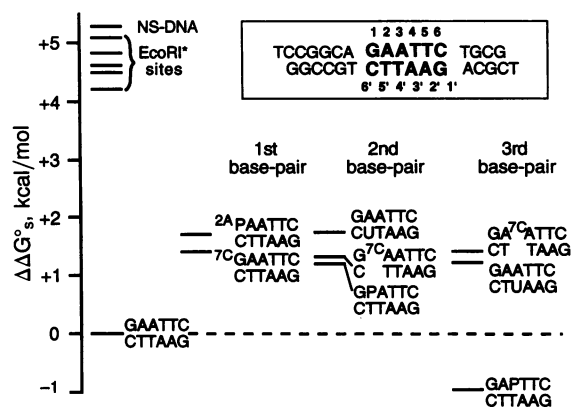 +5
+4
+3
+2
+1
0
−1
ΔΔG°s, kcal/mol
NS-DNA
EcoRI*
sites
1 2 3 4 5 6
TCCGGCA GAATTC TGCG
GGCCGT CTTAAG ACGCT
6' 5' 4' 3' 2' 1'
1st
base-pair
2nd
base-pair
3rd
base-pair
2APAATTC
CTTAAG
7CGAATTC
CTTAAG
GAATTC
CUTAAG
G7CAATTC
C TTAAG
GPATTC
CTTAAG
GA7CATTC
CT TAAG
GAATTC
CTUAAG
GAATTC
CTTAAG
GAPTTC
CTTAAG